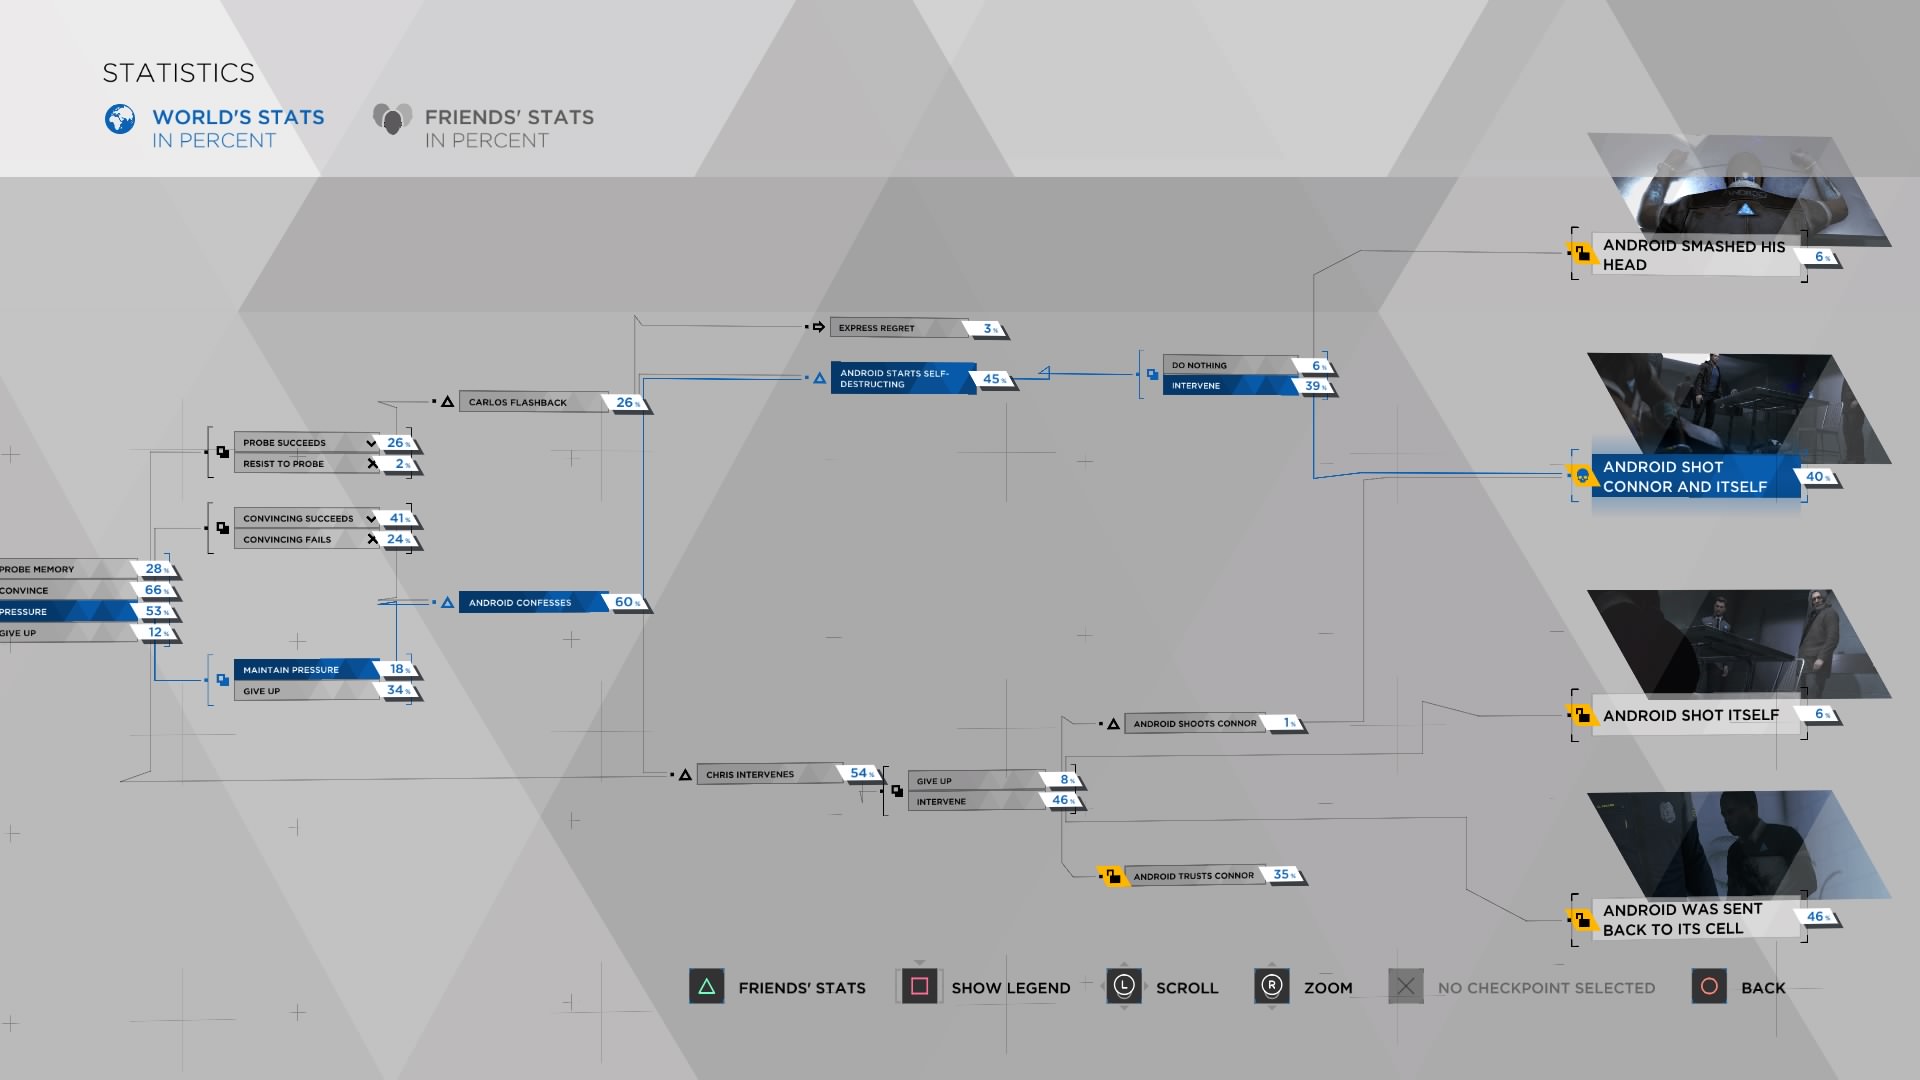 STATISTICS
WORLD'S STATS
IN PERCENT
FRIENDS' STATS
IN PERCENT
ANDROID SMASHED HIS
HEAD
6%
EXPRESS REGRET 3%
ANDROID STARTS SELF-
DESTRUCTING
45%
DO NOTHING 6%
INTERVENE 39%
CARLOS FLASHBACK 26%
PROBE SUCCEEDS 26%
RESIST TO PROBE 2%
ANDROID SHOT
CONNOR AND ITSELF
40%
CONVINCING SUCCEEDS 41%
CONVINCING FAILS 24%
PROBE MEMORY 28%
CONVINCE 66%
PRESSURE 53%
GIVE UP 12%
ANDROID CONFESSES 60%
MAINTAIN PRESSURE 18%
GIVE UP 34%
ANDROID SHOOTS CONNOR 1%
ANDROID SHOT ITSELF 6%
CHRIS INTERVENES 54%
GIVE UP 8%
INTERVENE 46%
ANDROID TRUSTS CONNOR 35%
ANDROID WAS SENT
BACK TO ITS CELL
46%
FRIENDS' STATS
SHOW LEGEND
L SCROLL
R ZOOM
NO CHECKPOINT SELECTED
BACK